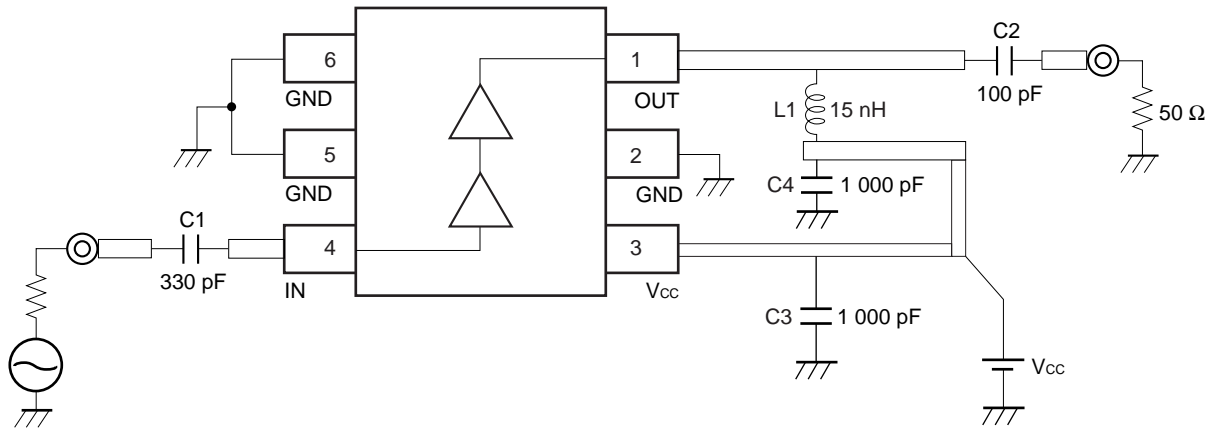 6
GND
5
GND
C1
4
330 pF
IN
1
OUT
2
GND
3
VCC
C2
100 pF
L1 15 nH
50 Ω
C4 1 000 pF
C3 1 000 pF
VCC